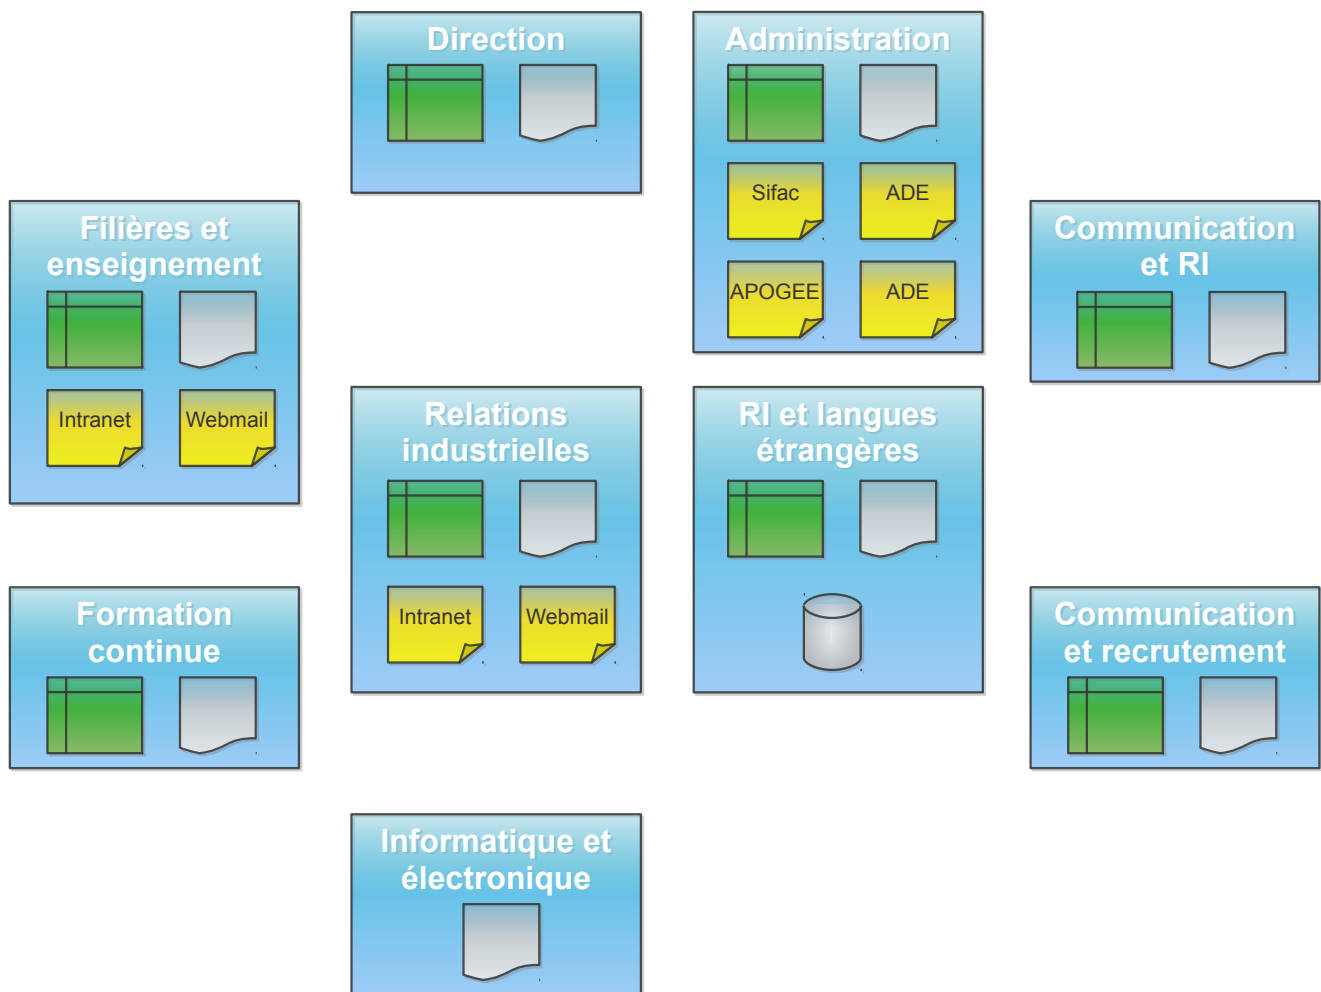 Direction
Administration
Sifac
ADE
APOGEE
ADE
Filières et
enseignement
Intranet
Webmail
Communication
et RI
Relations
industrielles
Intranet
Webmail
RI et langues
étrangères
Formation
continue
Communication
et recrutement
Informatique et
électronique